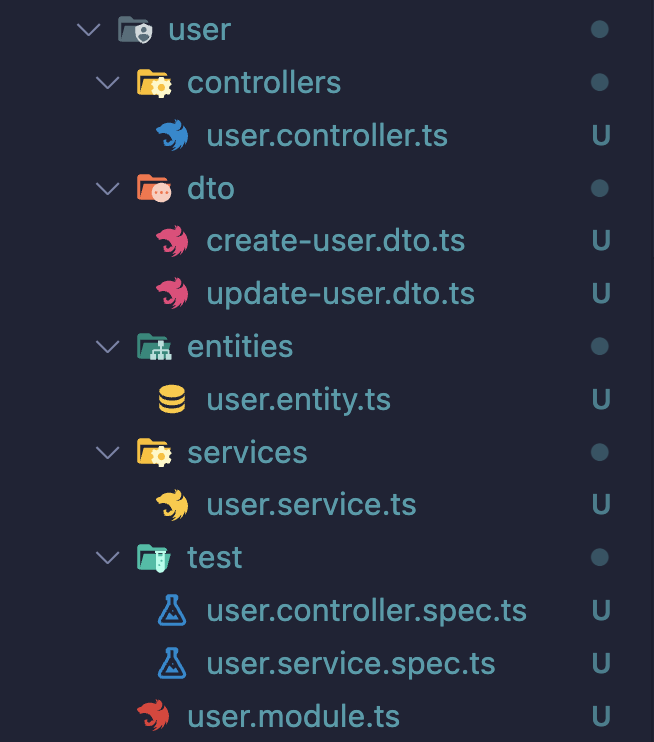 user
controllers
user.controller.ts U
dto
create-user.dto.ts U
update-user.dto.ts U
entities
user.entity.ts U
services
user.service.ts U
test
user.controller.spec.ts U
user.service.spec.ts U
user.module.ts U